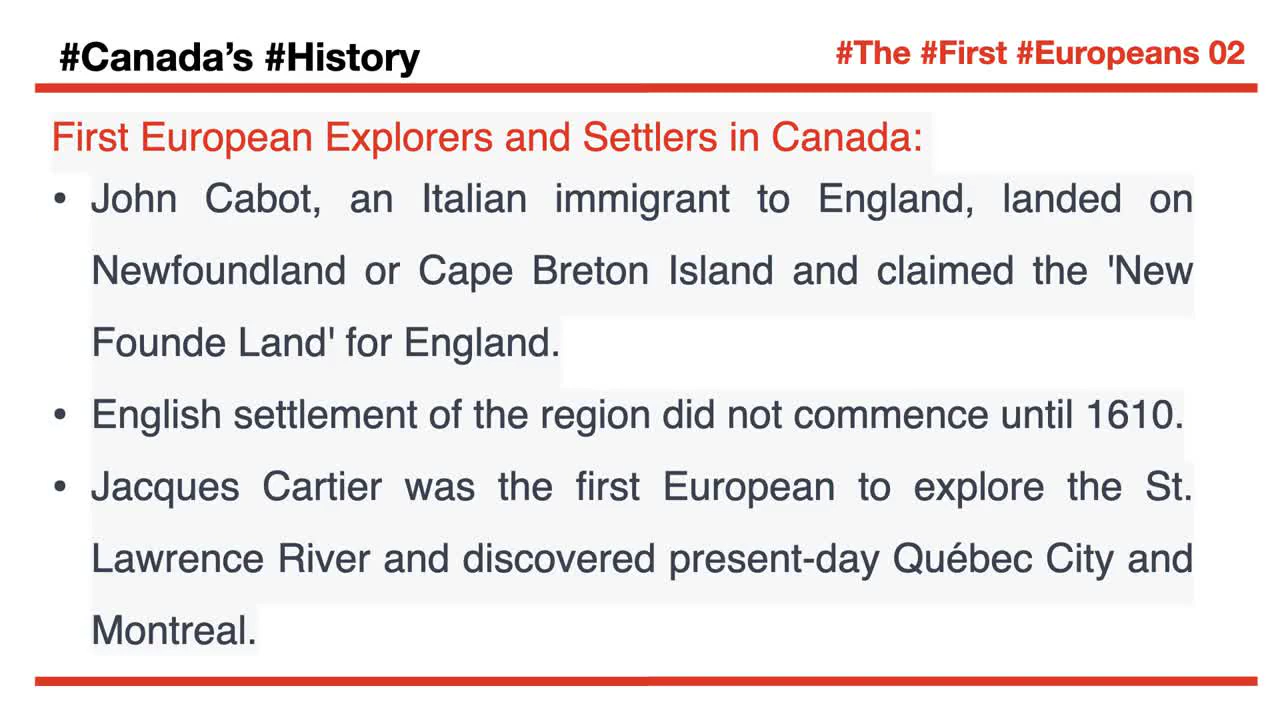 #Canada’s #History
#The #First #Europeans 02
First European Explorers and Settlers in Canada:
• John Cabot, an Italian immigrant to England, landed on
Newfoundland or Cape Breton Island and claimed the 'New
Founde Land' for England.
• English settlement of the region did not commence until 1610.
• Jacques Cartier was the first European to explore the St.
Lawrence River and discovered present-day Québec City and
Montreal.